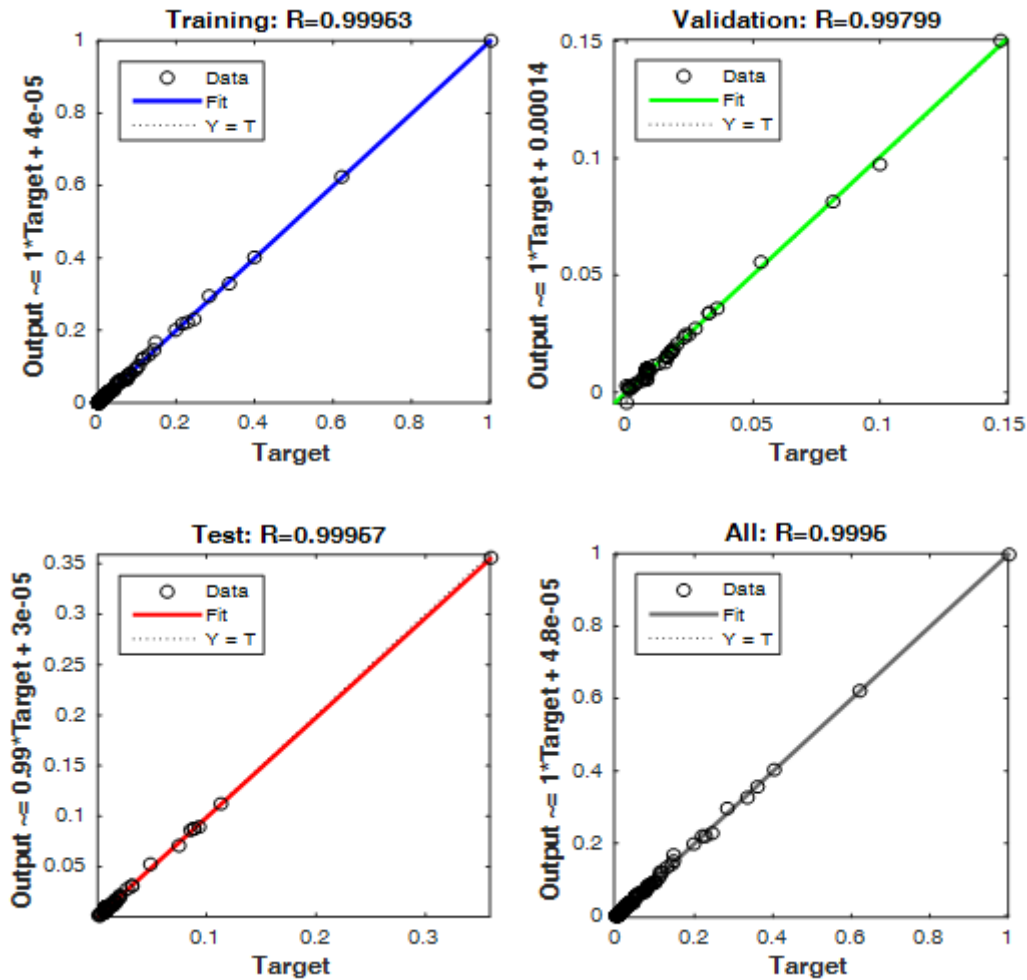 Training: R=0.99953
Output ~= 1*Target + 4e-05
1
0.8
0.6
0.4
0.2
0
Data
Fit
Y = T
0
0.2
0.4
0.6
0.8
1
Target
Validation: R=0.99799
Output ~= 1*Target + 0.00014
0.15
0.1
0.05
0
Data
Fit
Y = T
0
0.05
0.1
0.15
Target
Test: R=0.99957
Output ~= 0.99*Target + 3e-05
0.35
0.3
0.25
0.2
0.15
0.1
0.05
Data
Fit
Y = T
0.1
0.2
0.3
Target
All: R=0.9995
Output ~= 1*Target + 4.8e-05
1
0.8
0.6
0.4
0.2
0
Data
Fit
Y = T
0
0.2
0.4
0.6
0.8
1
Target